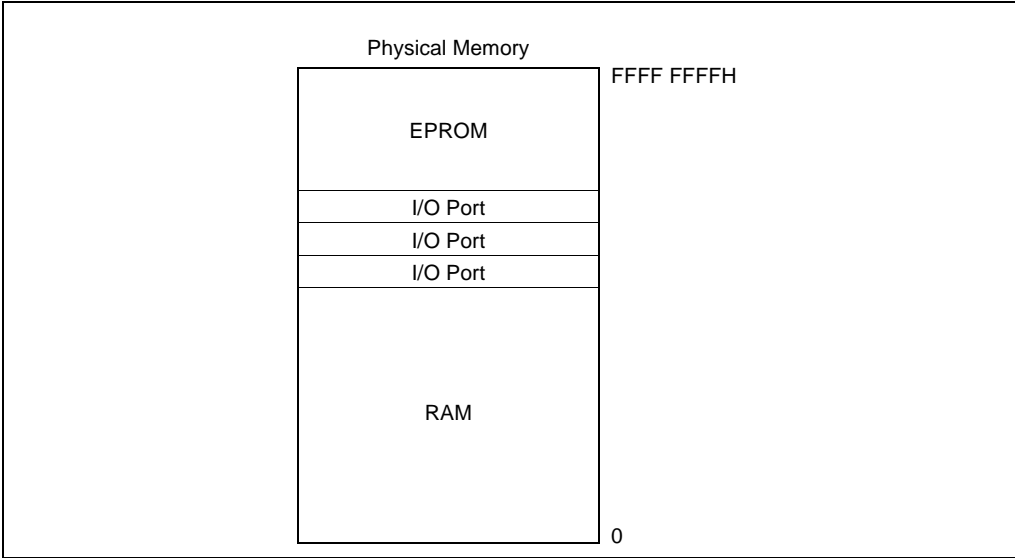 Physical Memory
FFFF FFFFH
EPROM
I/O Port
I/O Port
I/O Port
RAM
0